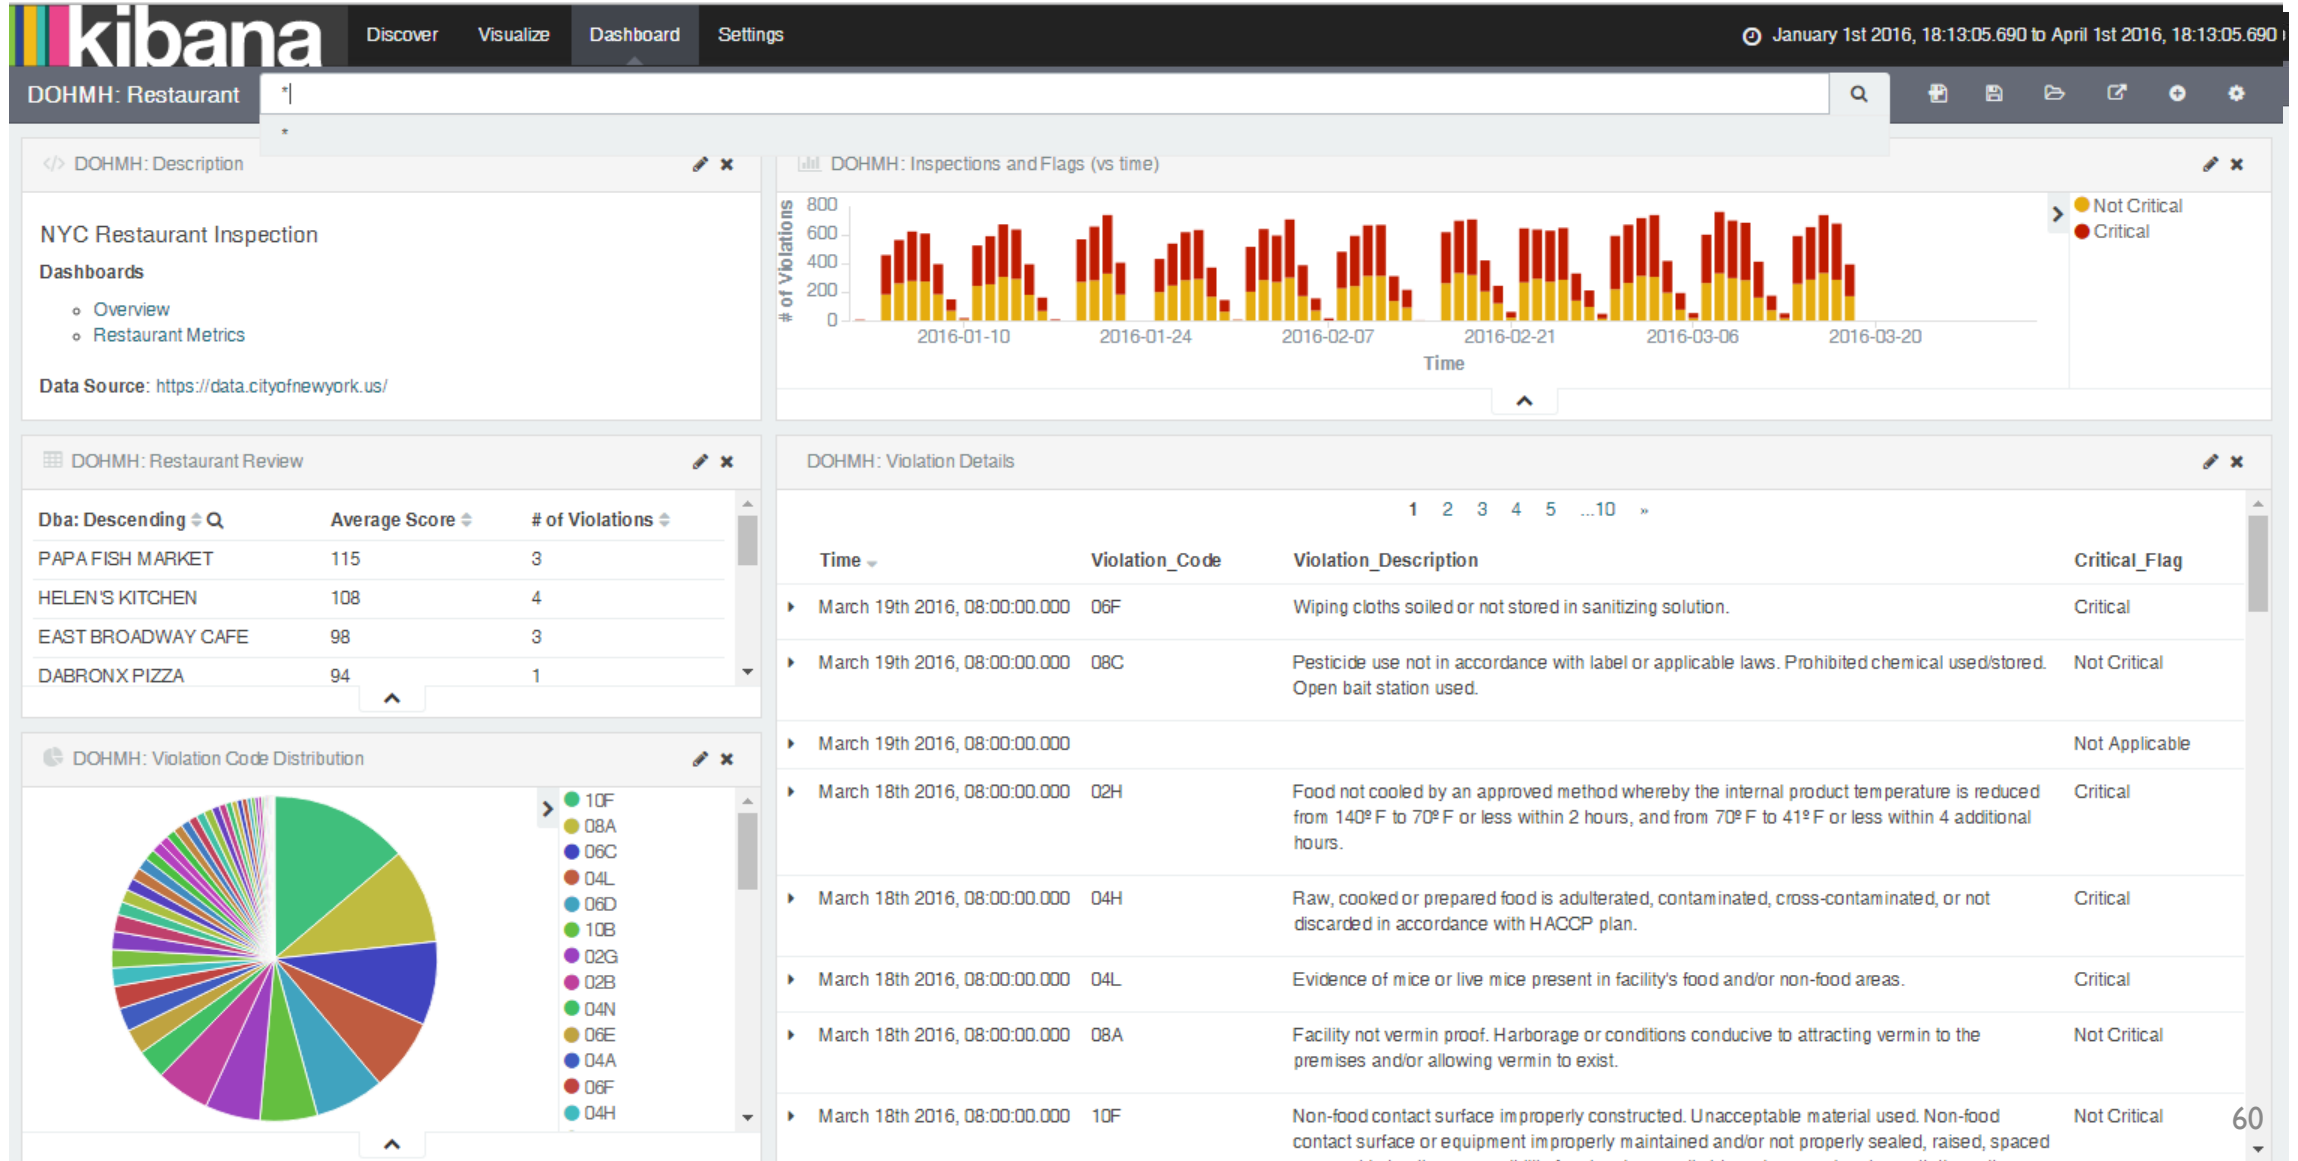 kibana Discover Visualize Dashboard Settings January 1st 2016, 18:13:05.690 to April 1st 2016, 18:13:05.690
DOHMH: Restaurant *
*
DOHMH: Description
NYC Restaurant Inspection
Dashboards
Overview
Restaurant Metrics
Data Source: https://data.cityofnewyork.us/
DOHMH: Inspections and Flags (vs time)
# of Violations
800
600
400
200
0
2016-01-10 2016-01-24 2016-02-07 2016-02-21 2016-03-06 2016-03-20
Time
Not Critical
Critical
DOHMH: Restaurant Review
Dba: Descending Average Score # of Violations
PAPA FISH MARKET 115 3
HELEN'S KITCHEN 108 4
EAST BROADWAY CAFE 98 3
DABRONX PIZZA 94 1
DOHMH: Violation Code Distribution
10F
08A
06C
04L
06D
10B
02G
02B
04N
06E
04A
06F
04H
DOHMH: Violation Details
1 2 3 4 5 ...10 »
Time Violation_Code Violation_Description Critical_Flag
March 19th 2016, 08:00:00.000 06F Wiping cloths soiled or not stored in sanitizing solution. Critical
March 19th 2016, 08:00:00.000 08C Pesticide use not in accordance with label or applicable laws. Prohibited chemical used/stored. Not Critical
Open bait station used.
March 19th 2016, 08:00:00.000 Not Applicable
March 18th 2016, 08:00:00.000 02H Food not cooled by an approved method whereby the internal product temperature is reduced Critical
from 140º F to 70º F or less within 2 hours, and from 70º F to 41º F or less within 4 additional
hours.
March 18th 2016, 08:00:00.000 04H Raw, cooked or prepared food is adulterated, contaminated, cross-contaminated, or not Critical
discarded in accordance with HACCP plan.
March 18th 2016, 08:00:00.000 04L Evidence of mice or live mice present in facility's food and/or non-food areas. Critical
March 18th 2016, 08:00:00.000 08A Facility not vermin proof. Harborage or conditions conducive to attracting vermin to the Not Critical
premises and/or allowing vermin to exist.
March 18th 2016, 08:00:00.000 10F Non-food contact surface improperly constructed. Unacceptable material used. Non-food Not Critical
contact surface or equipment improperly maintained and/or not properly sealed, raised, spaced
60